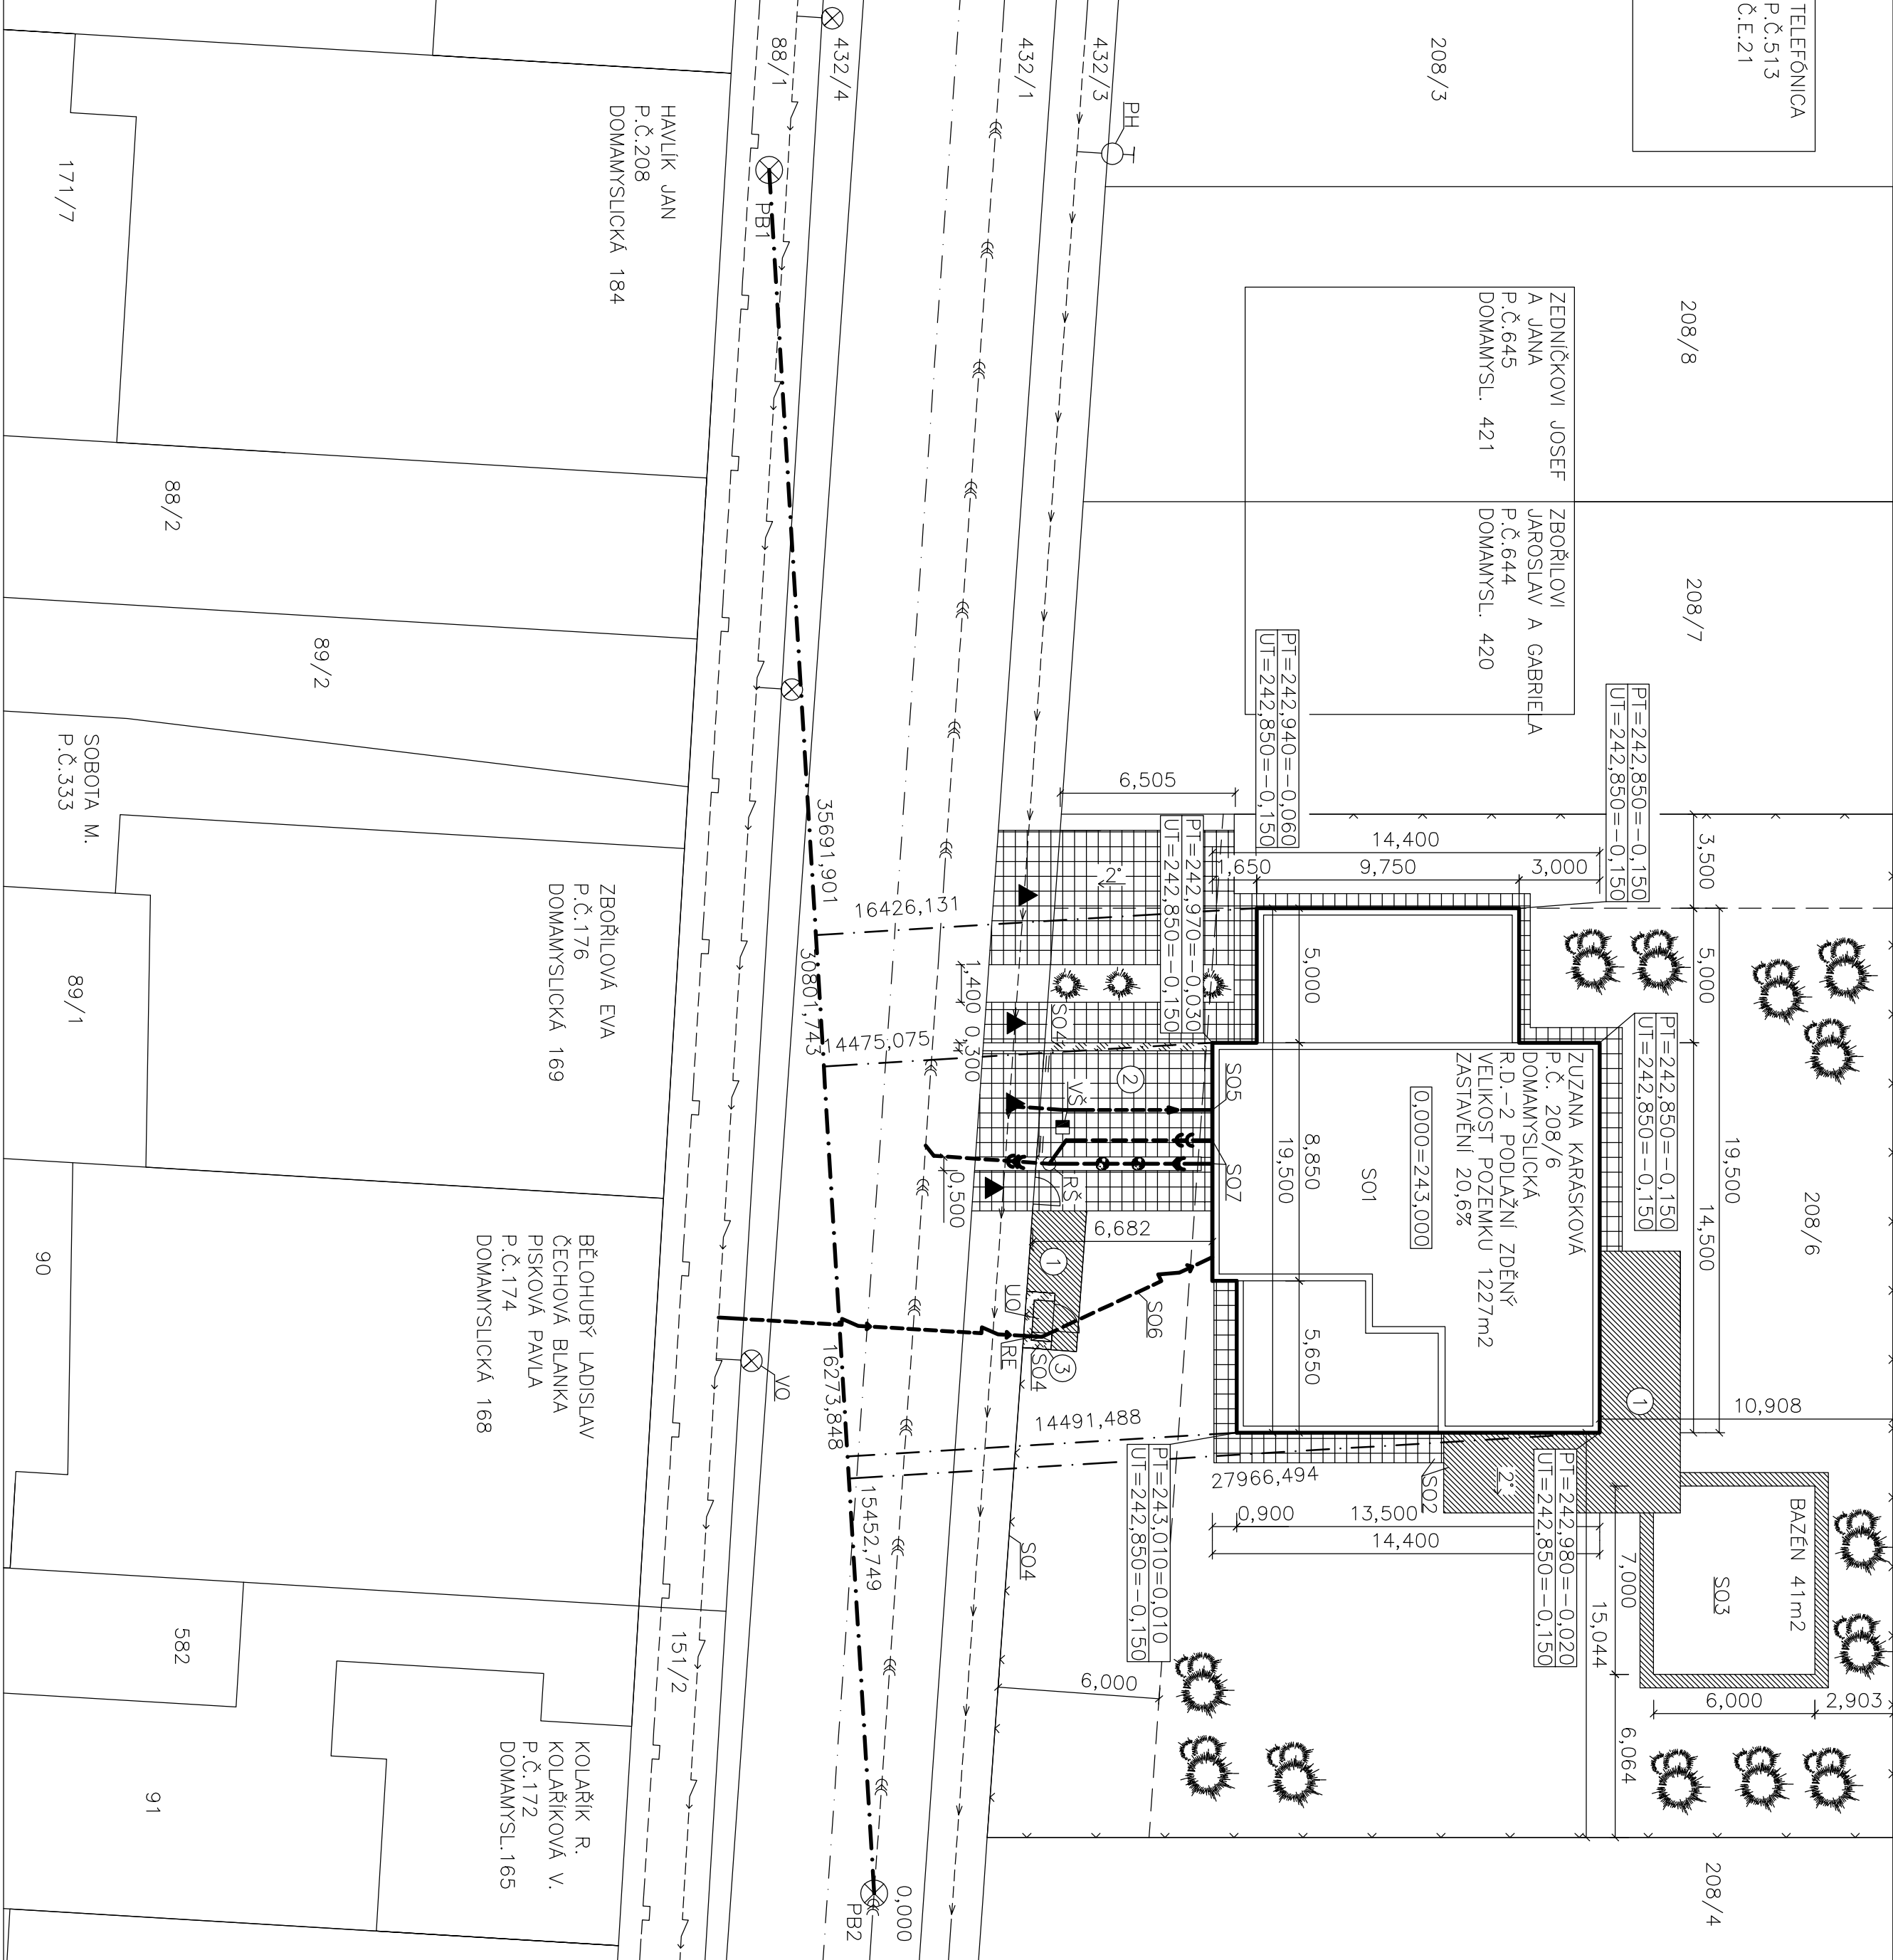 TELEFÓNICA
P.Č.513
Č.E.21
208/3
432/3
432/1
432/4
88/1
PH
PB1
HAVLÍK JAN
P.Č.208
DOMAMYSLICKÁ 184
171/7
208/8
ZEDNÍČKOVI JOSEF
A JANA
P.Č.645
DOMAMYSL. 421
208/7
ZBOŘILOVI
JAROSLAV A GABRIELA
P.Č.644
DOMAMYSL. 420
88/2
89/2
SOBOTA M.
P.Č.333
PT=242,940=-0,060
UT=242,850=-0,150
PT=242,850=-0,150
UT=242,850=-0,150
6,505
14,400
1,650
9,750
3,000
3,500
5,000
19,500
14,500
PT=242,970=-0,030
UT=242,850=-0,150
2°
35691,901
16426,131
30801,743
14475,075
1,400
0,300
SO4
ZBOŘILOVÁ EVA
P.Č.176
DOMAMYSLICKÁ 169
89/1
5,000
8,850
19,500
5,650
PT=242,850=-0,150
UT=242,850=-0,150
208/6
ZUZANA KARÁSKOVÁ
P.Č. 208/6
DOMAMYSLICKÁ
R.D.-2 PODLAŽNÍ ZDĚNÝ
VELIKOST POZEMKU 1227m2
ZASTAVĚNÍ 20,6%
0,000=243,000
SO1
SO5
SO7
2
VŠ
RŠ
0,500
6,682
1
UO
RE
SO4
3
SO6
VO
BĚLOHUBÝ LADISLAV
ČECHOVÁ BLANKA
PISKOVÁ PAVLA
P.Č.174
DOMAMYSLICKÁ 168
90
16273,848
14491,488
15452,749
27966,494
1
10,908
SO2
2°
PT=242,980=-0,020
UT=242,850=-0,150
PT=243,010=0,010
UT=242,850=-0,150
0,900
13,500
14,400
BAZÉN 41m2
SO3
7,000
15,044
6,000
2,903
6,064
SO4
6,000
151/2
582
KOLAŘÍK R.
KOLAŘÍKOVÁ V.
P.Č.172
DOMAMYSL.165
91
208/4
0,000
PB2